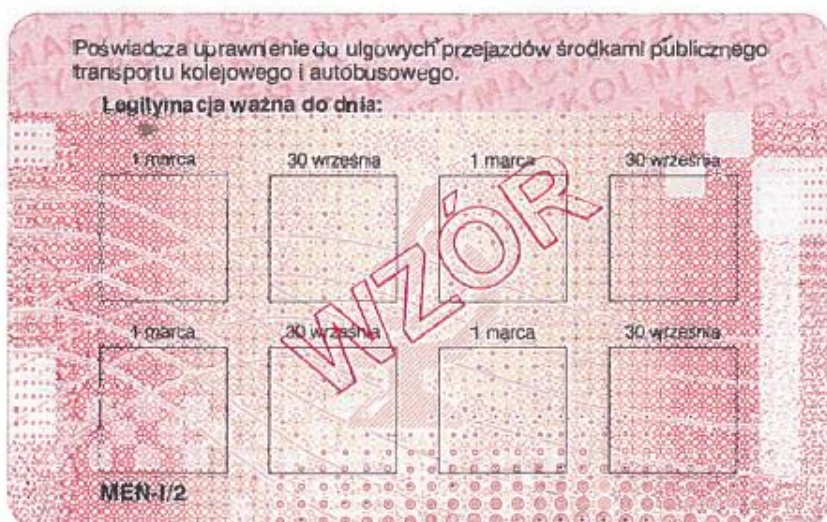 Poświadcza uprawnienie do ulgowych przejazdów środkami publicznego
transportu kolejowego i autobusowego.
Legitymacja ważna do dnia:
1 marca 30 września 1 marca 30 września
WZÓR
1 marca 30 września 1 marca 30 września
MEN-I/2